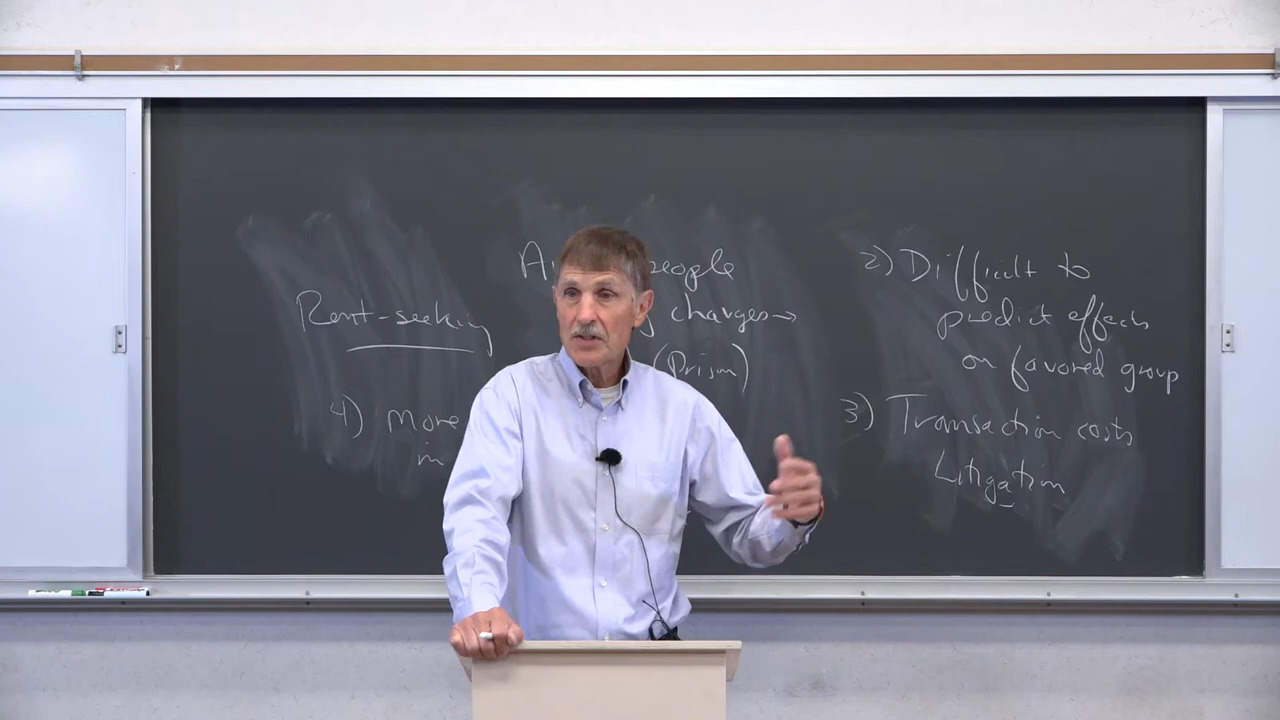 Rent-seeking
4) More
in
people
charges→
(Prism)
2) Difficult to
predict effects
on favored group
3) Transaction costs
Litigation